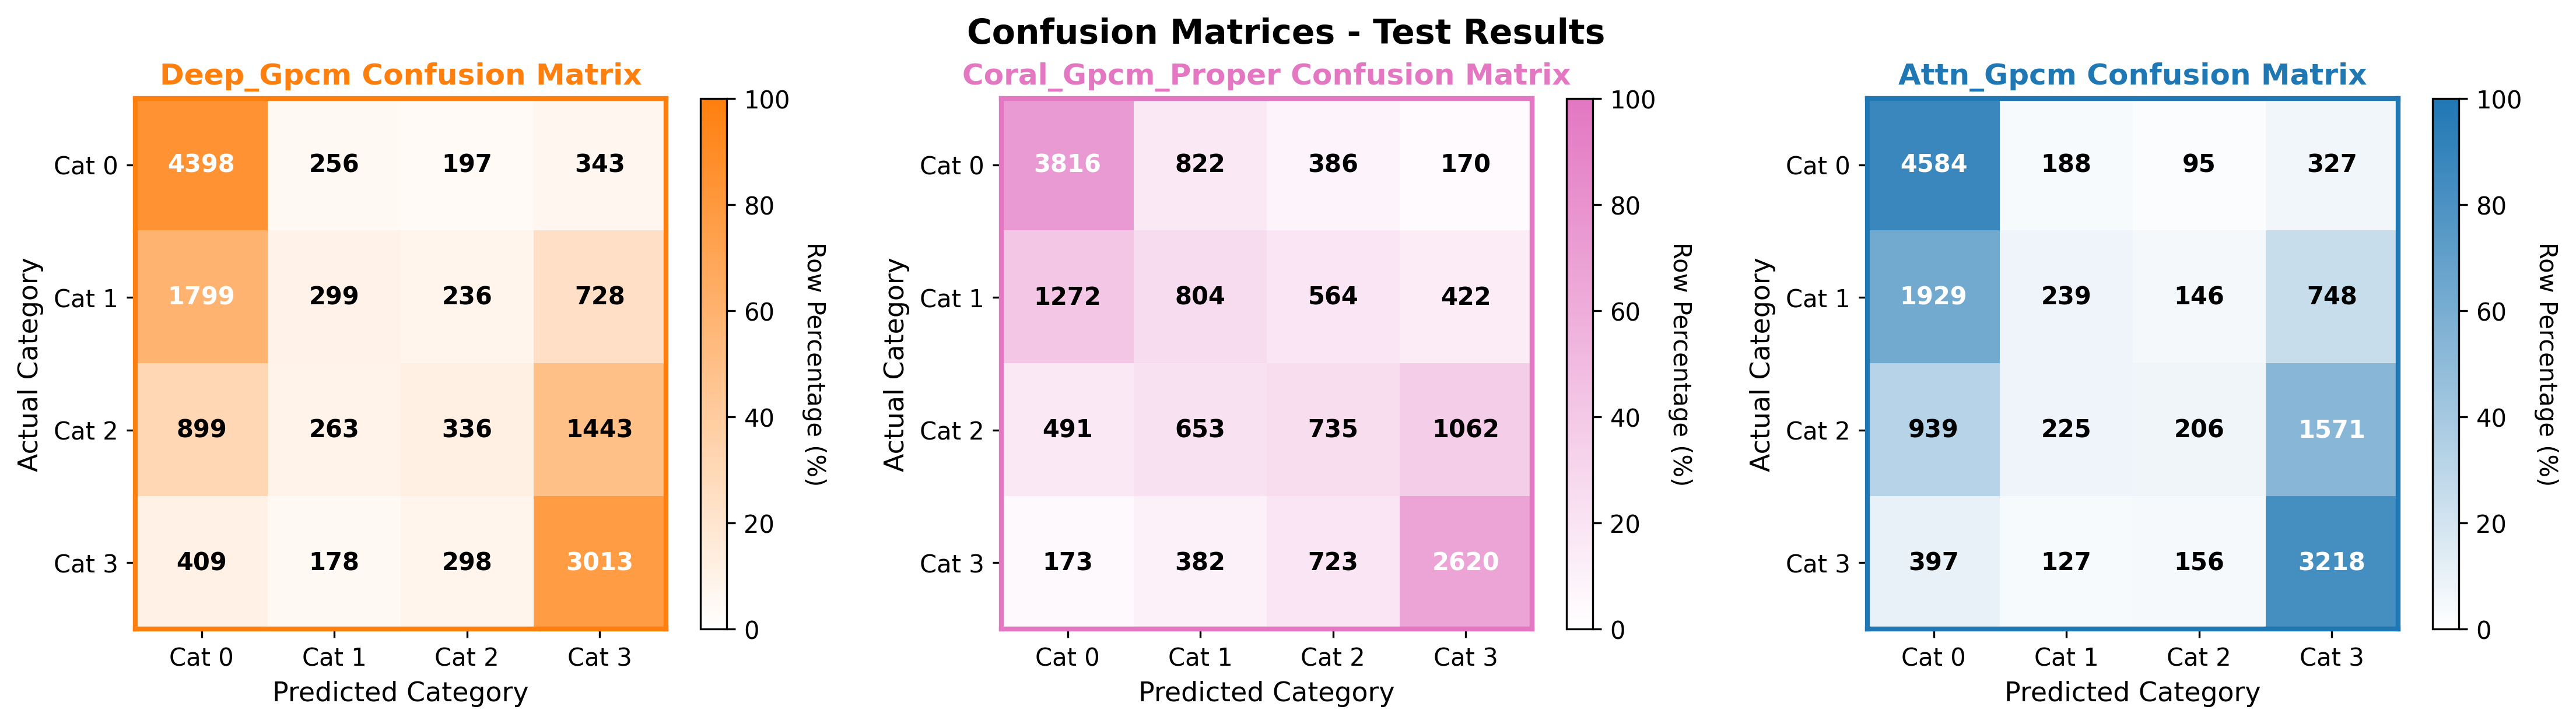 Confusion Matrices - Test Results
Deep_Gpcm Confusion Matrix
Actual Category
Cat 0 4398 256 197 343
Cat 1 1799 299 236 728
Cat 2 899 263 336 1443
Cat 3 409 178 298 3013
Cat 0 Cat 1 Cat 2 Cat 3
Predicted Category
100
80
60
40
20
0
Row Percentage (%)
Coral_Gpcm_Proper Confusion Matrix
Actual Category
Cat 0 3816 822 386 170
Cat 1 1272 804 564 422
Cat 2 491 653 735 1062
Cat 3 173 382 723 2620
Cat 0 Cat 1 Cat 2 Cat 3
Predicted Category
100
80
60
40
20
0
Row Percentage (%)
Attn_Gpcm Confusion Matrix
Actual Category
Cat 0 4584 188 95 327
Cat 1 1929 239 146 748
Cat 2 939 225 206 1571
Cat 3 397 127 156 3218
Cat 0 Cat 1 Cat 2 Cat 3
Predicted Category
100
80
60
40
20
0
Row Percentage (%)